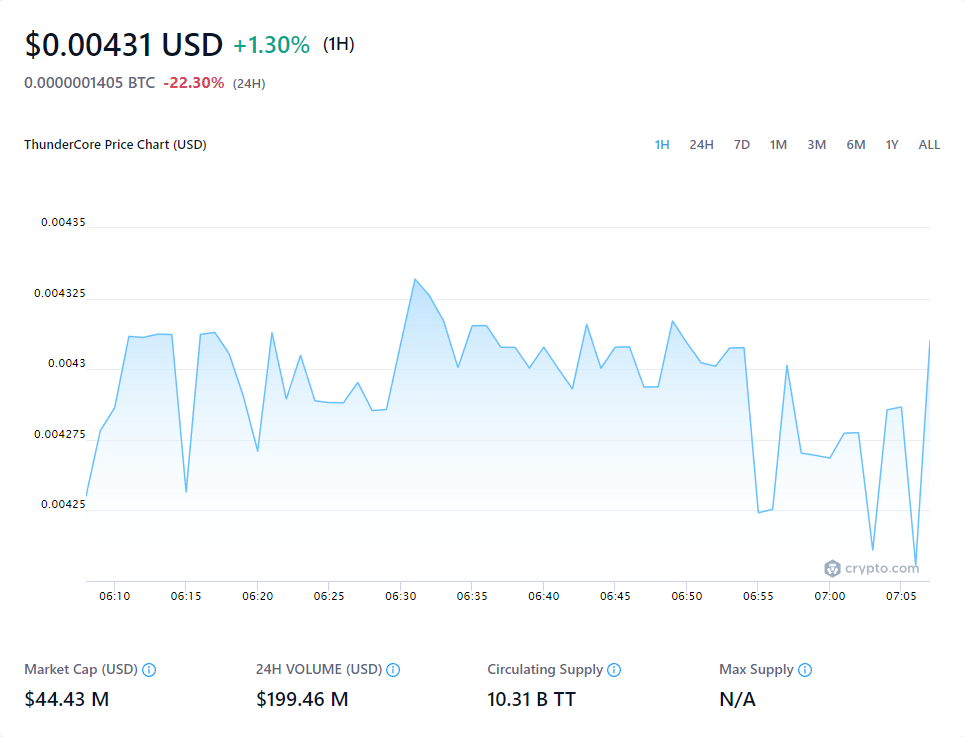 $0.00431 USD +1.30% (1H)
0.0000001405 BTC -22.30% (24H)
ThunderCore Price Chart (USD)
1H 24H 7D 1M 3M 6M 1Y ALL
0.00435
0.004325
0.0043
0.004275
0.00425
crypto.com
06:10 06:15 06:20 06:25 06:30 06:35 06:40 06:45 06:50 06:55 07:00 07:05
Market Cap (USD) 24H VOLUME (USD) Circulating Supply Max Supply
$44.43 M $199.46 M 10.31 B TT N/A